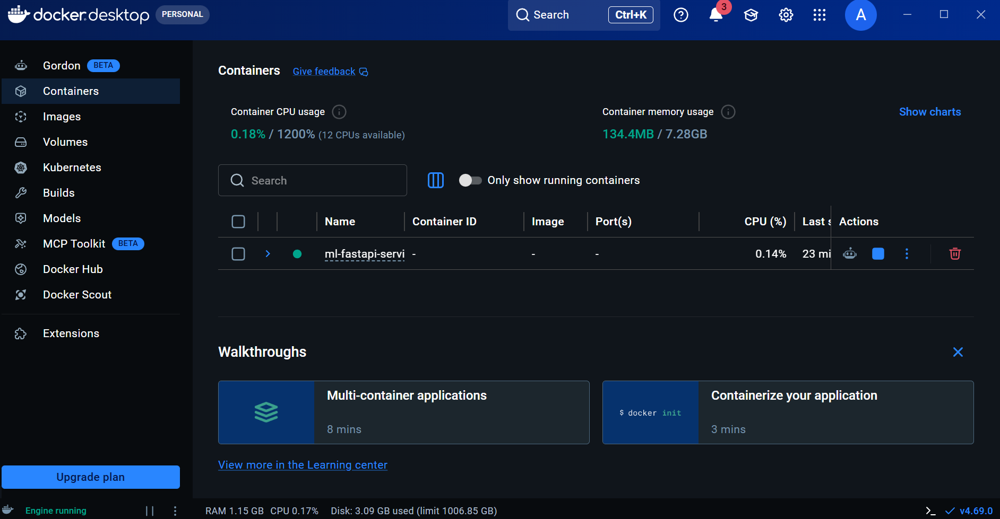 docker.desktop PERSONAL
Search Ctrl+K
3
A
Gordon BETA
Containers
Images
Volumes
Kubernetes
Builds
Models
MCP Toolkit BETA
Docker Hub
Docker Scout
Extensions
Upgrade plan
Containers Give feedback
Container CPU usage
0.18% / 1200% (12 CPUs available)
Container memory usage
134.4MB / 7.28GB
Show charts
Search
Only show running containers
Name Container ID Image Port(s) CPU (%) Last s Actions
ml-fastapi-servi - - - 0.14% 23 mi
Walkthroughs
Multi-container applications
8 mins
$ docker init
Containerize your application
3 mins
View more in the Learning center
Engine running
RAM 1.15 GB CPU 0.17% Disk: 3.09 GB used (limit 1006.85 GB)
v4.69.0